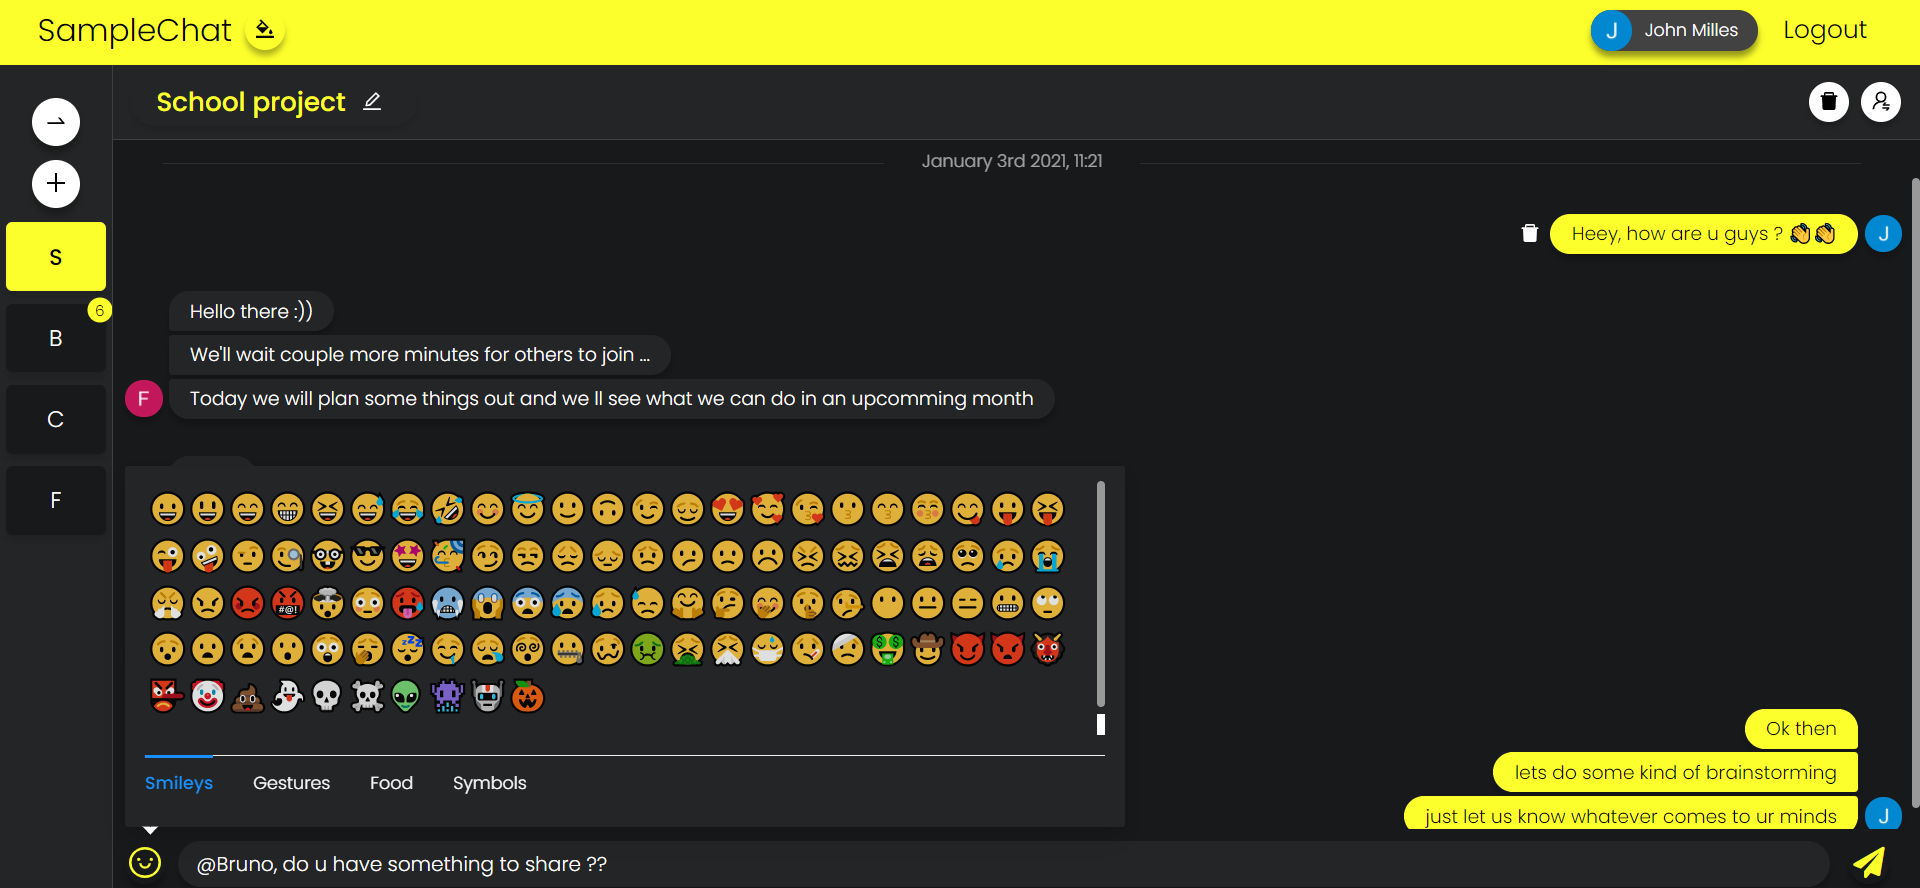 SampleChat
J John Milles Logout
School project
January 3rd 2021, 11:21
S
6
B
C
F
Heey, how are u guys ? J
Hello there :))
We'll wait couple more minutes for others to join ...
F Today we will plan some things out and we ll see what we can do in an upcomming month
#@!
zzz
Smileys Gestures Food Symbols
Ok then
lets do some kind of brainstorming
just let us know whatever comes to ur minds J
@Bruno, do u have something to share ??